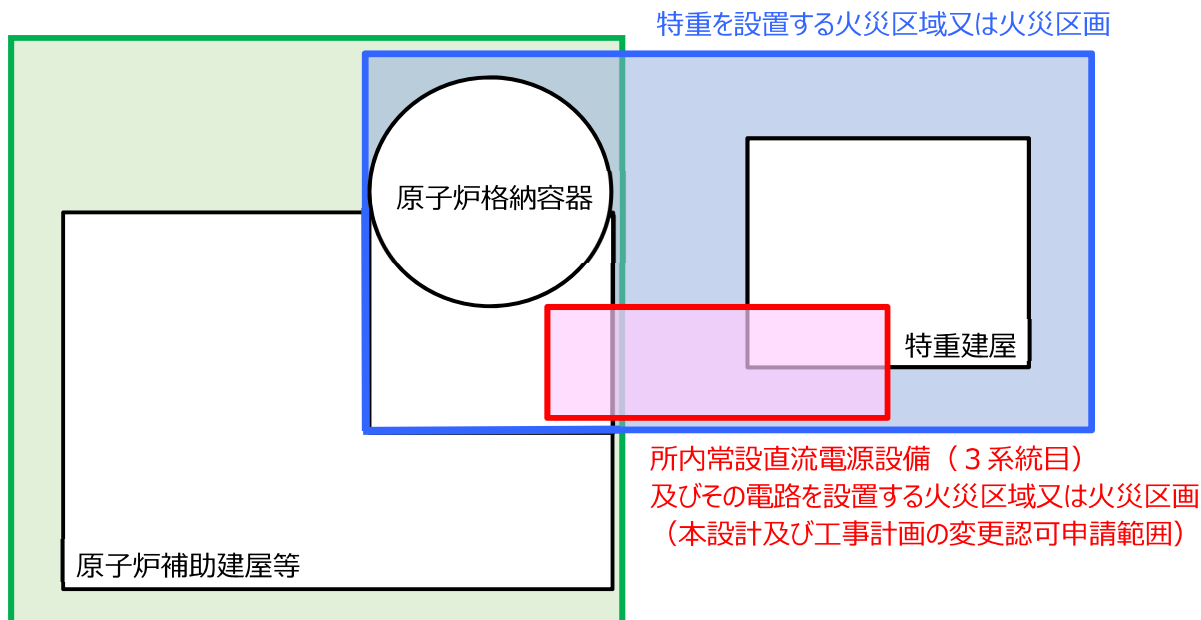 特重を設置する火災区域又は火災区画
原子炉格納容器
特重建屋
所内常設直流電源設備（３系統目）
及びその電路を設置する火災区域又は火災区画
（本設計及び工事計画の変更認可申請範囲）
原子炉補助建屋等